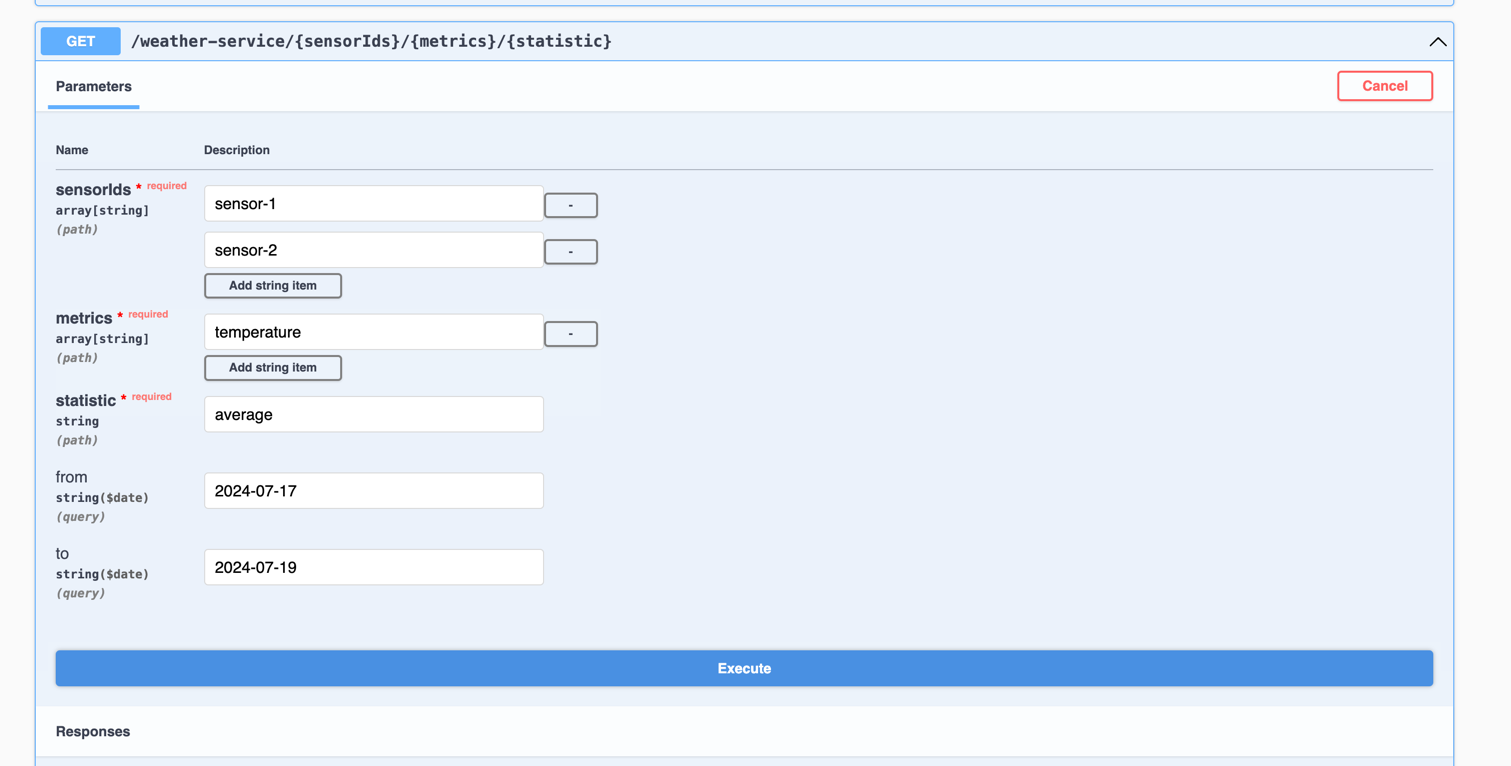 GET /weather-service/{sensorIds}/{metrics}/{statistic}
Parameters
Cancel
Name Description
sensorIds * required
array[string]
(path)
sensor-1 -
sensor-2 -
Add string item
metrics * required
array[string]
(path)
temperature -
Add string item
statistic * required
string
(path)
average
from
string($date)
(query)
2024-07-17
to
string($date)
(query)
2024-07-19
Execute
Responses